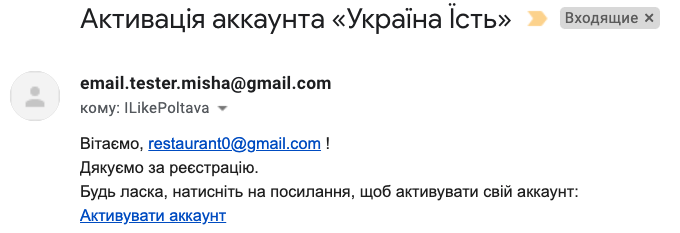 Активація аккаунта «Україна Їсть»
Входящие ×
email.tester.misha@gmail.com
кому: ILikePoltava
Вітаємо, restaurant0@gmail.com !
Дякуємо за реєстрацію.
Будь ласка, натисніть на посилання, щоб активувати свій аккаунт:
Активувати аккаунт